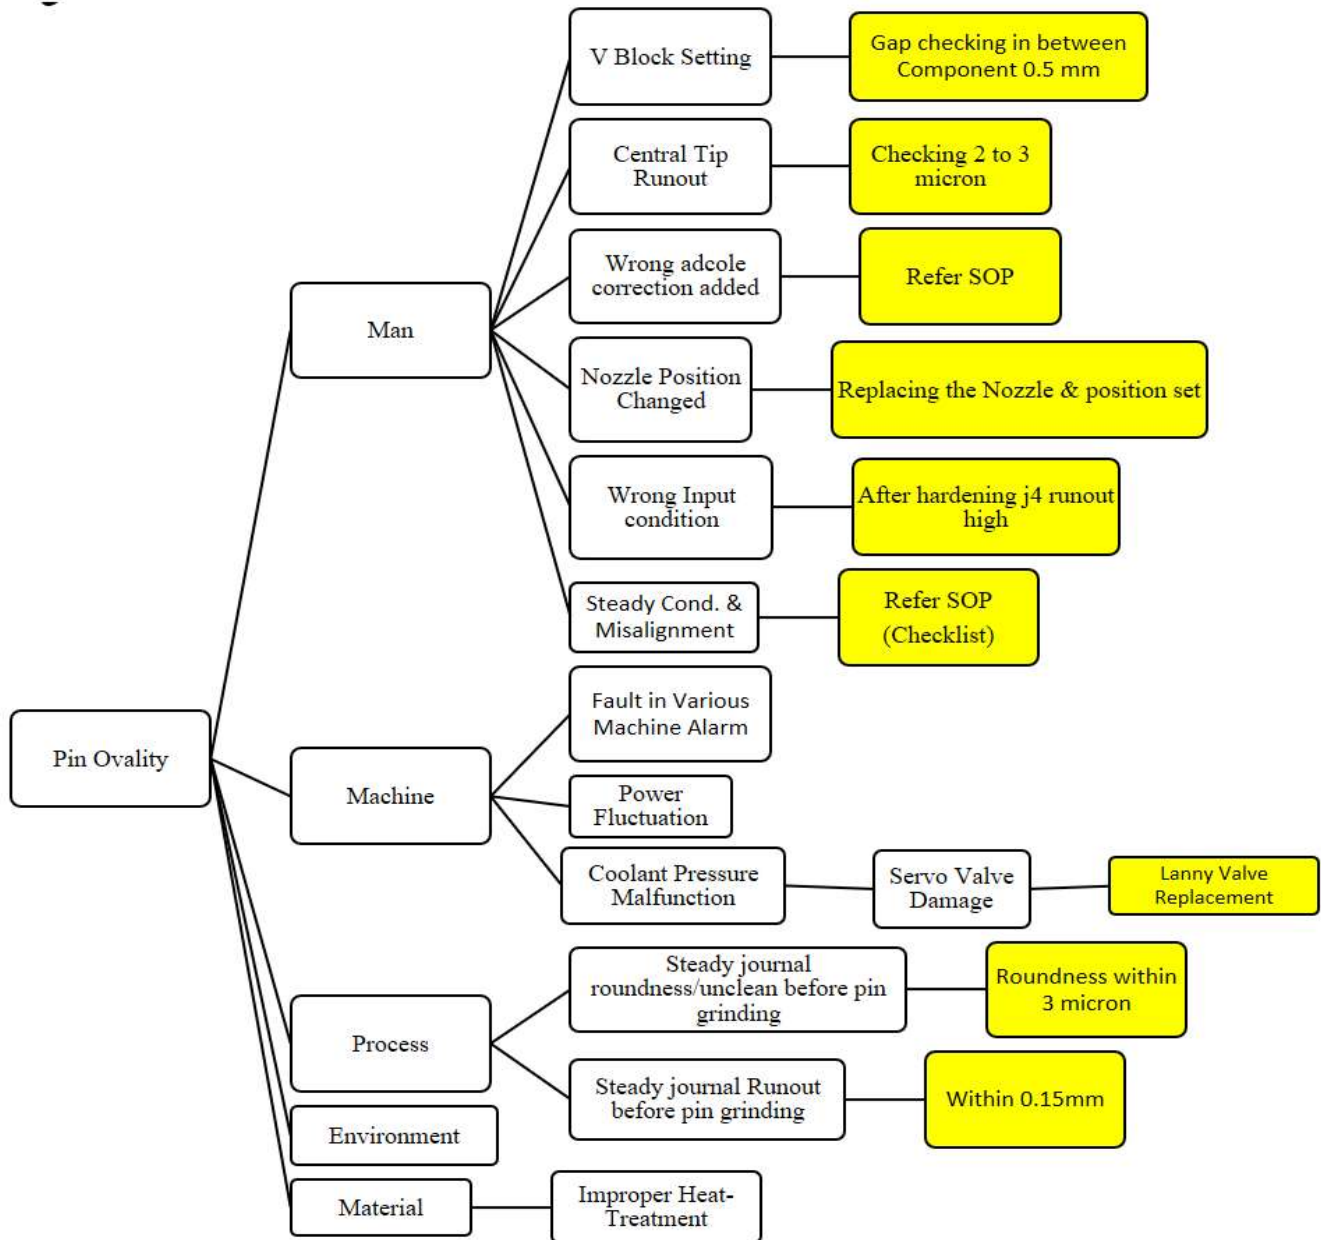 V Block Setting
Gap checking in between
Component 0.5 mm
Central Tip
Runout
Checking 2 to 3
micron
Wrong adcole
correction added
Refer SOP
Man
Nozzle Position
Changed
Replacing the Nozzle & position set
Wrong Input
condition
After hardening j4 runout
high
Steady Cond. &
Misalignment
Refer SOP
(Checklist)
Pin Ovality
Machine
Fault in Various
Machine Alarm
Power
Fluctuation
Coolant Pressure
Malfunction
Servo Valve
Damage
Lanny Valve
Replacement
Process
Steady journal
roundness/unclean before pin
grinding
Roundness within
3 micron
Steady journal Runout
before pin grinding
Within 0.15mm
Environment
Material
Improper Heat-
Treatment